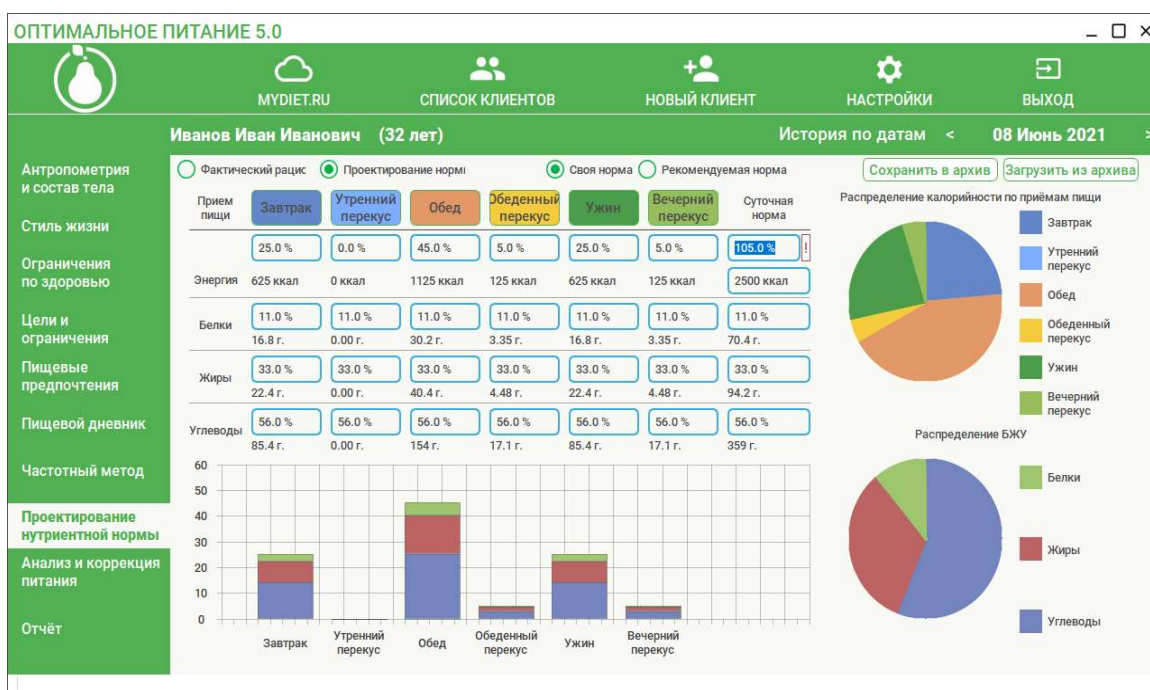 ОПТИМАЛЬНОЕ ПИТАНИЕ 5.0
MYDIET.RU
СПИСОК КЛИЕНТОВ
НОВЫЙ КЛИЕНТ
НАСТРОЙКИ
ВЫХОД
Иванов Иван Иванович (32 лет)
История по датам < 08 Июнь 2021 >
Антропометрия
и состав тела
Стиль жизни
Ограничения
по здоровью
Цели и
ограничения
Пищевые
предпочтения
Пищевой дневник
Частотный метод
Проектирование
нутриентной нормы
Анализ и коррекция
питания
Отчёт
Фактический рацис
Проектирование норми
Своя норма
Рекомендуемая норма
Сохранить в архив
Загрузить из архива
Прием
пищи
Завтрак
Утренний
перекус
Обед
Обеденный
перекус
Ужин
Вечерний
перекус
Суточная
норма
25.0 % 0.0 % 45.0 % 5.0 % 25.0 % 5.0 % 105.0 % !
Энергия 625 ккал 0 ккал 1125 ккал 125 ккал 625 ккал 125 ккал 2500 ккал
Белки 11.0 % 11.0 % 11.0 % 11.0 % 11.0 % 11.0 % 11.0 %
16.8 г. 0.00 г. 30.2 г. 3.35 г. 16.8 г. 3.35 г. 70.4 г.
Жиры 33.0 % 33.0 % 33.0 % 33.0 % 33.0 % 33.0 % 33.0 %
22.4 г. 0.00 г. 40.4 г. 4.48 г. 22.4 г. 4.48 г. 94.2 г.
Углеводы 56.0 % 56.0 % 56.0 % 56.0 % 56.0 % 56.0 % 56.0 %
85.4 г. 0.00 г. 154 г. 17.1 г. 85.4 г. 17.1 г. 359 г.
60
50
40
30
20
10
0
Завтрак
Утренний
перекус
Обед
Обеденный
перекус
Ужин
Вечерний
перекус
Распределение калорийности по приёмам пищи
Завтрак
Утренний
перекус
Обед
Обеденный
перекус
Ужин
Вечерний
перекус
Распределение БЖУ
Белки
Жиры
Углеводы